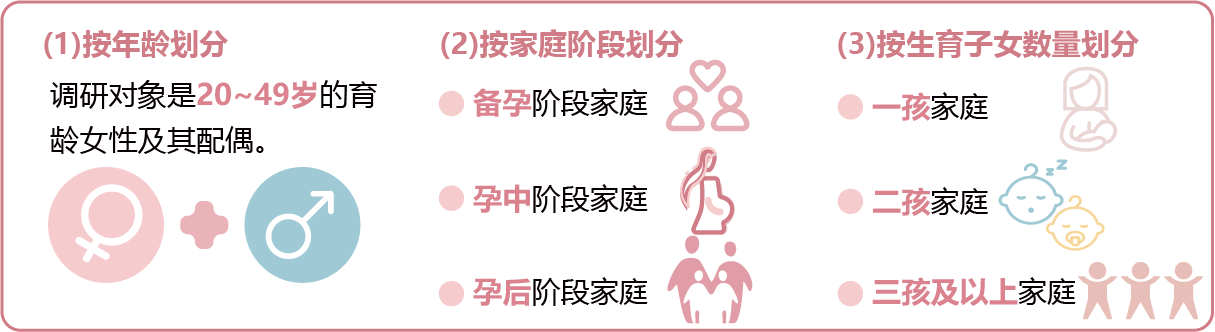 (1)按年龄划分
调研对象是20~49岁的育
龄女性及其配偶。
(2)按家庭阶段划分
备孕阶段家庭
孕中阶段家庭
孕后阶段家庭
(3)按生育子女数量划分
一孩家庭
二孩家庭
zzz
三孩及以上家庭